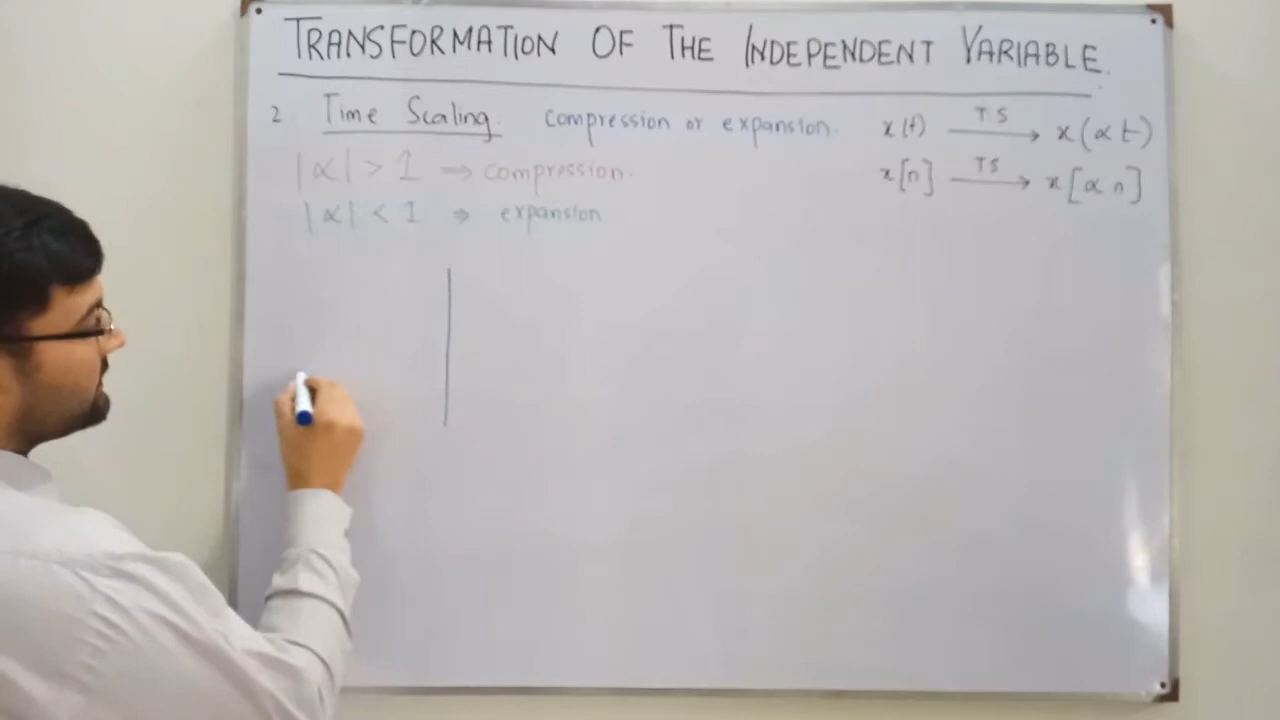 TRANSFORMATION OF THE INDEPENDENT VARIABLE.
2. Time Scaling: compression or expansion. x(t) —TS→ x(αt)
|α| > 1 ⇒ compression. x[n] —TS→ x[αn]
|α| < 1 ⇒ expansion